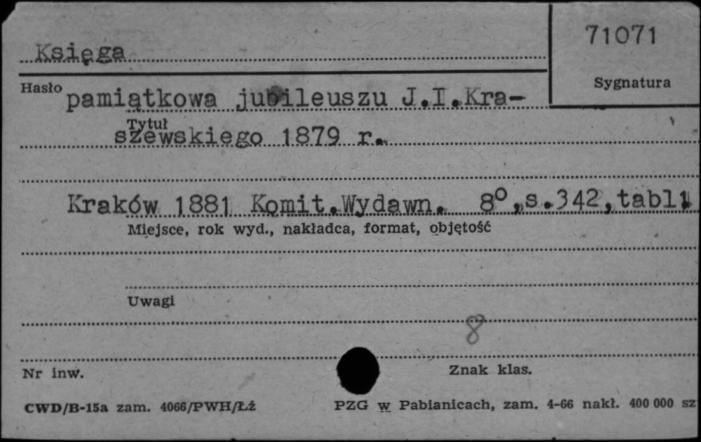 71071
Księga
Sygnatura
Hasło
pamiątkowa jubileuszu J.I.Kra-
Tytuł
szewskiego 1879 r.
Kraków 1881 Komit.Wydawn. 8°,s.342,tabl1
Miejsce, rok wyd., nakładca, format, objętość
Uwagi
8
Nr inw.
Znak klas.
CWD/B-15a zam. 4066/PWH/Łż PZG w Pabianicach, zam. 4-66 nakł. 400 000 sz